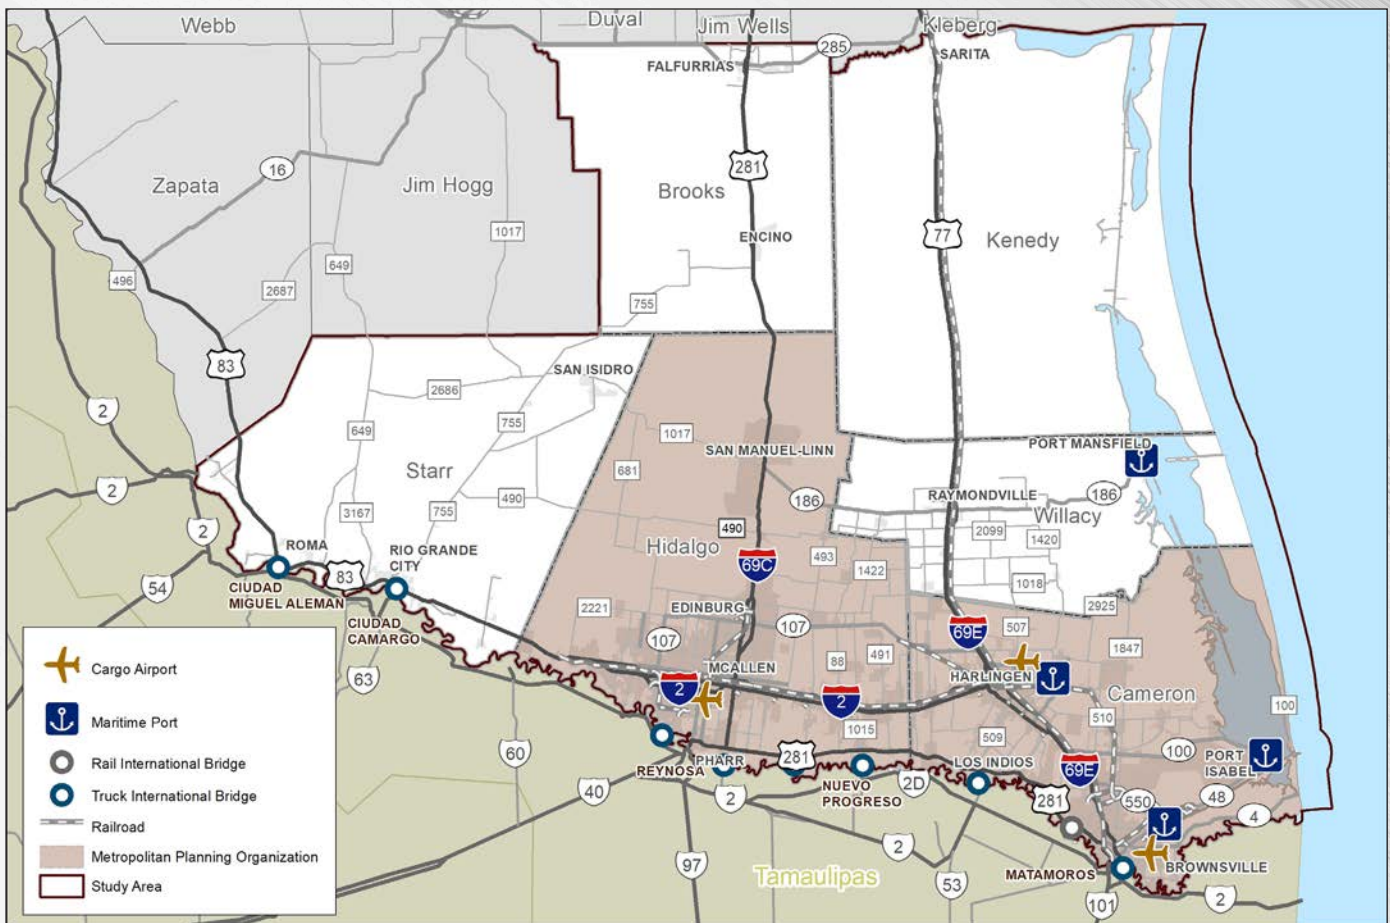 Webb
Duval
Jim Wells
Kleberg
285
FALFURRIAS
SARITA
16
Zapata
Jim Hogg
281
Brooks
1017
77
ENCINO
Kenedy
649
496
2687
755
83
SAN ISIDRO
2686
2
755
649
1017
PORT MANSFIELD
SAN MANUEL-LINN
Starr
681
2
490
186
RAYMONDVILLE
186
3167
755
Willacy
2
490
2099
1420
ROMA
Hidalgo
493
RIO GRANDE
CITY
69C
1422
83
54
CIUDAD
MIGUEL ALEMAN
1018
2221
EDINBURG
2925
CIUDAD
CAMARGO
107
107
69E
507
1847
88
491
MCALLEN
HARLINGEN
63
2
2
Cameron
100
510
1015
509
60
100
PORT
ISABEL
281
PHARR
REYNOSA
LOS INDIOS
69E
2D
NUEVO
PROGRESO
40
2
281
550
48
4
2
97
BROWNSVILLE
MATAMOROS
Tamaulipas
53
101
2
Cargo Airport
Maritime Port
Rail International Bridge
Truck International Bridge
Railroad
Metropolitan Planning Organization
Study Area